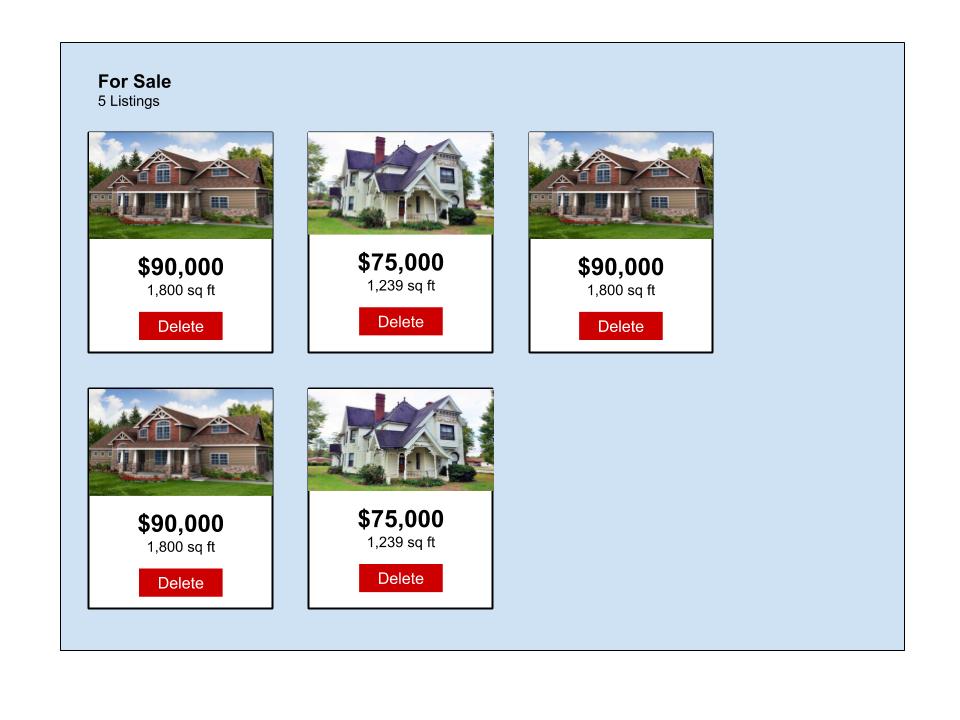 For Sale
5 Listings
$90,000
1,800 sq ft
Delete
$75,000
1,239 sq ft
Delete
$90,000
1,800 sq ft
Delete
$90,000
1,800 sq ft
Delete
$75,000
1,239 sq ft
Delete